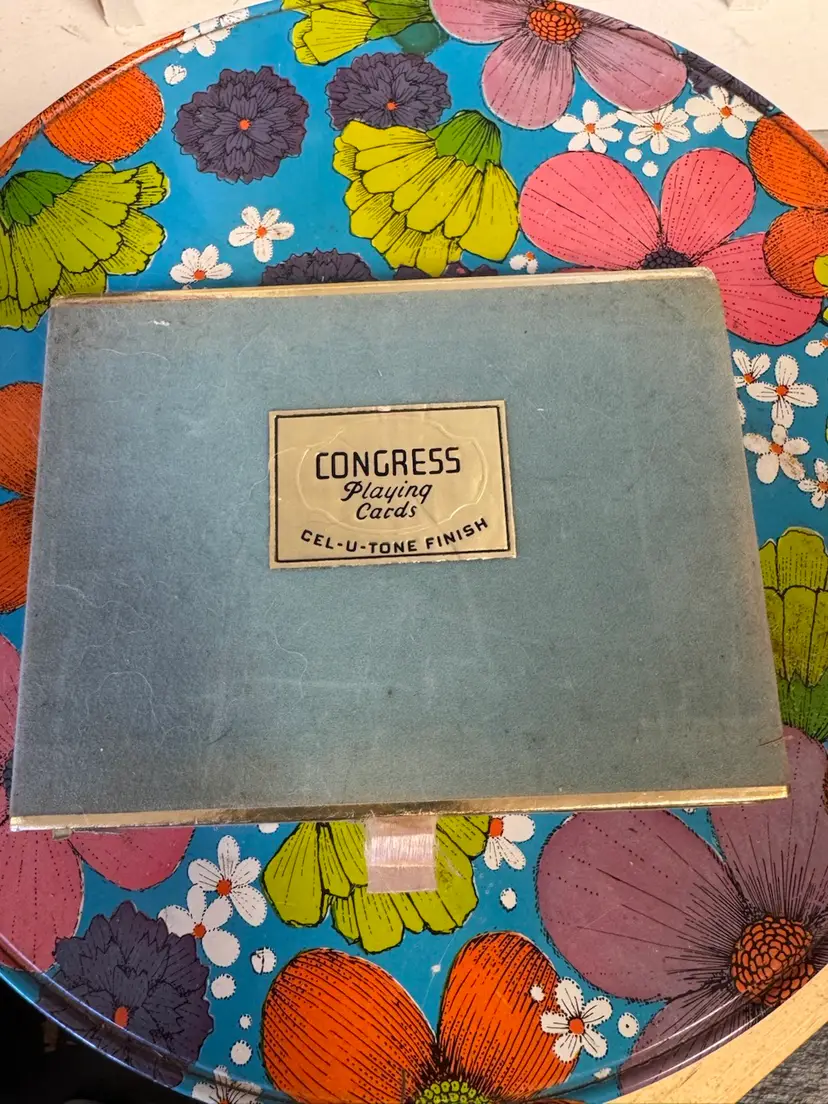 CONGRESS
Playing
Cards
CEL-U-TONE FINISH